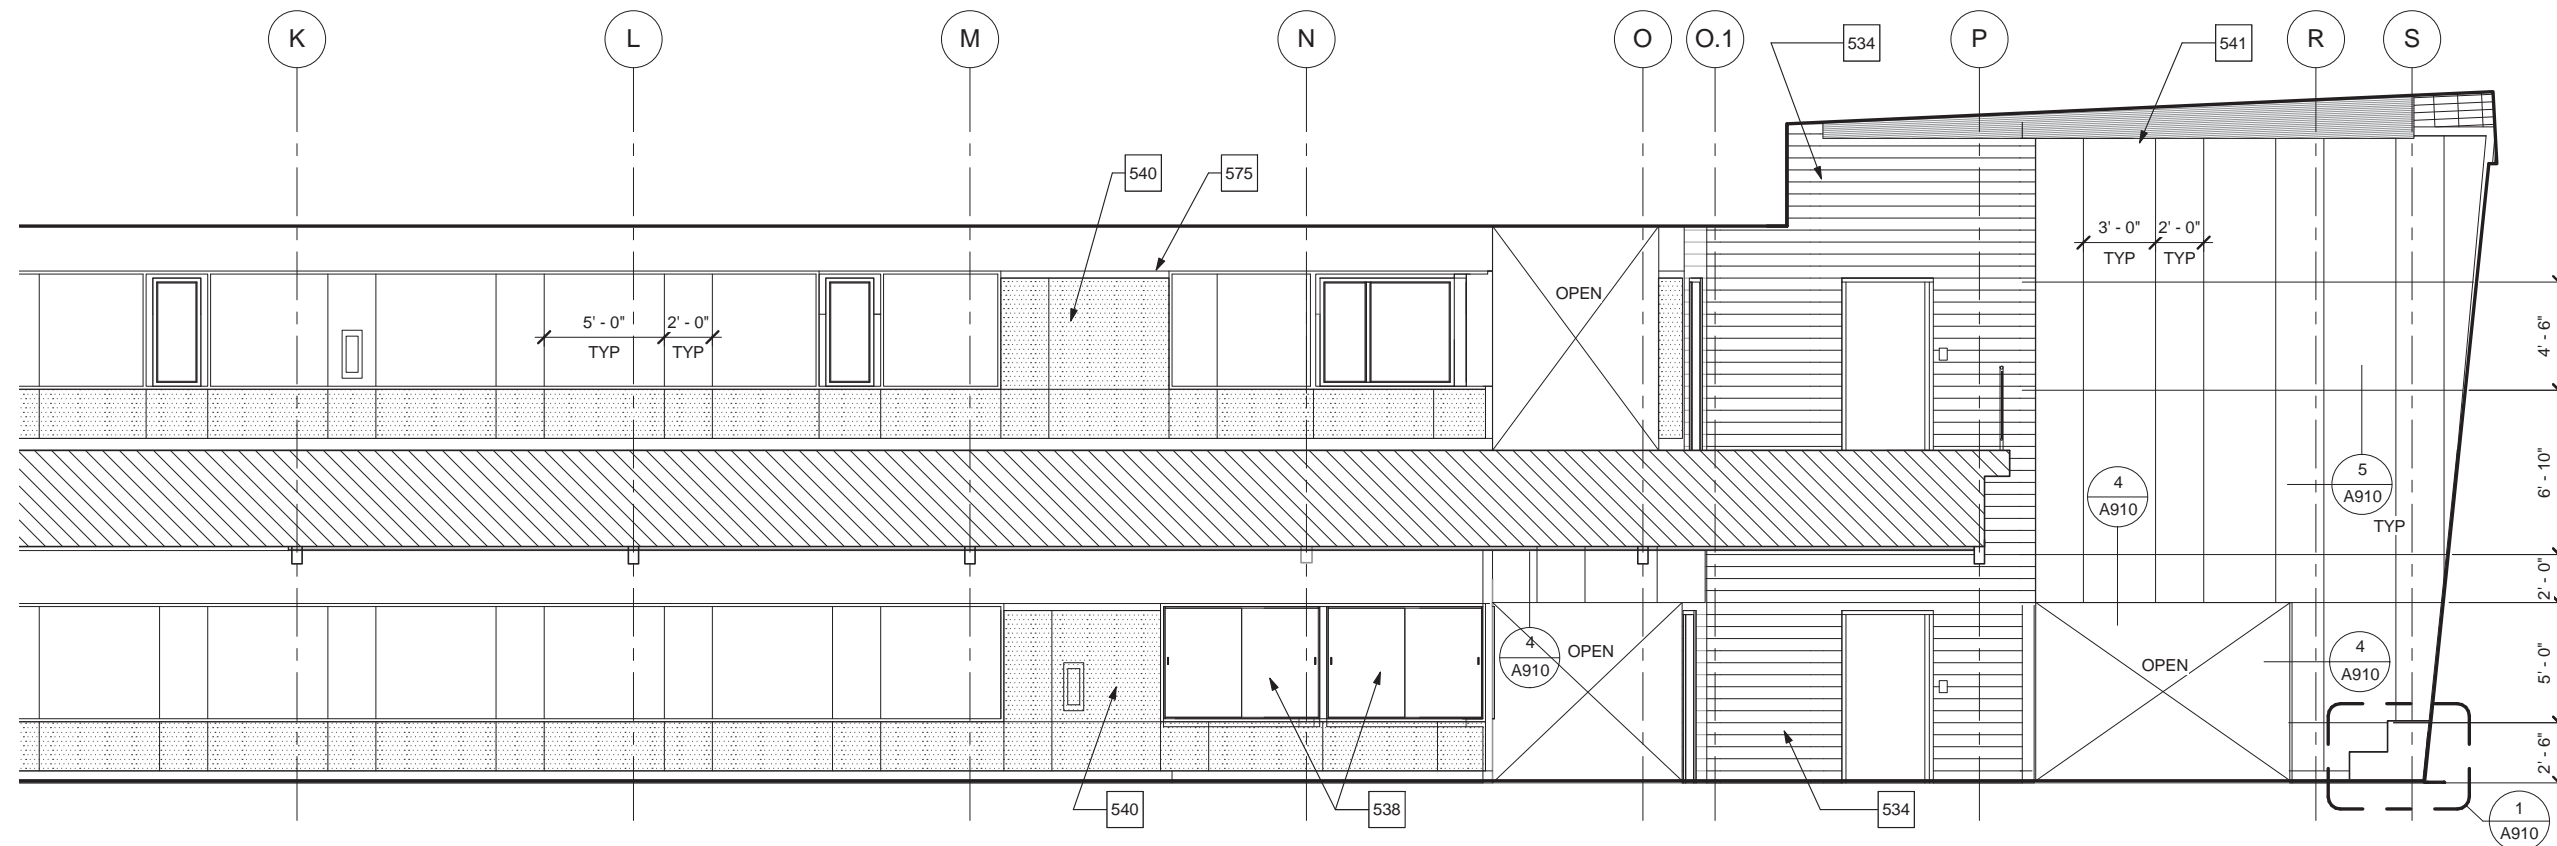 K
L
M
N
O
O.1
P
R
S
534
541
540
575
3' - 0"
2' - 0"
TYP
TYP
OPEN
5' - 0"
2' - 0"
TYP
TYP
4' - 6"
6' - 10"
2' - 0"
5' - 0"
2' - 6"
4
A910
5
A910
TYP
4
A910
OPEN
OPEN
4
A910
540
538
534
1
A910